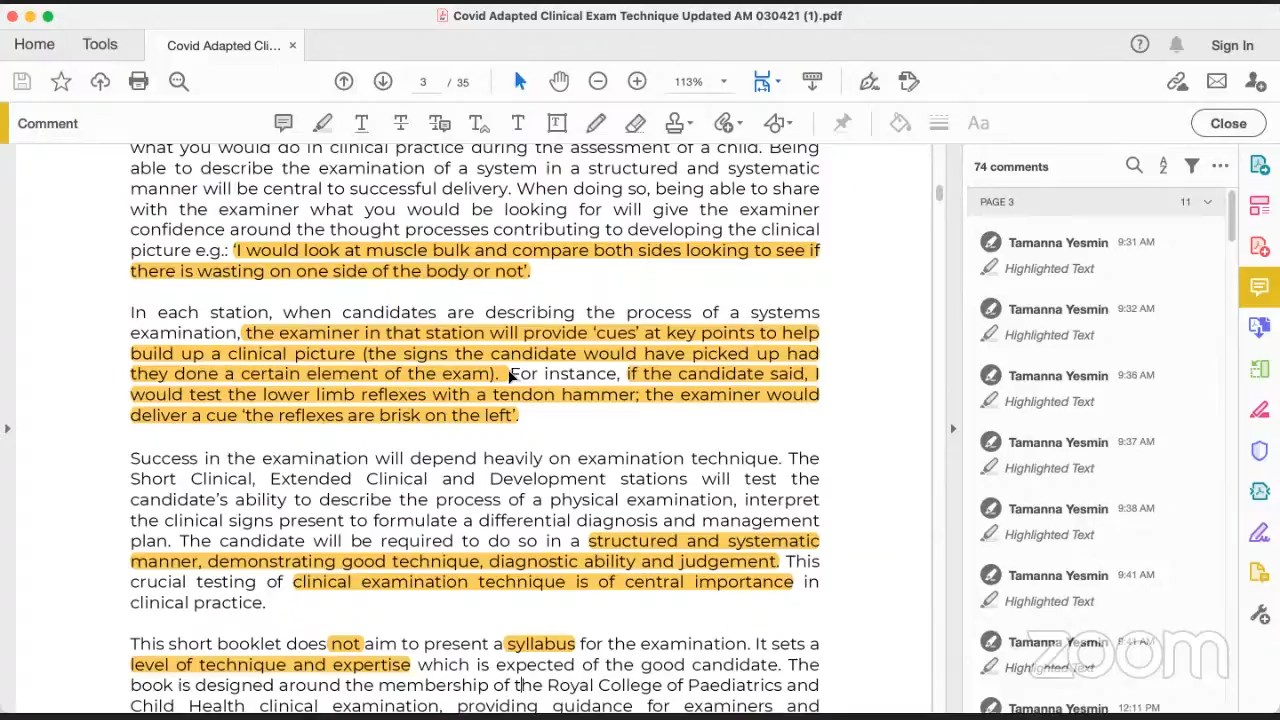 Covid Adapted Clinical Exam Technique Updated AM 030421 (1).pdf
Home Tools Covid Adapted Cli... × Sign In
3 / 35 113%
Comment Aa Close
what you would do in clinical practice during the assessment of a child. Being
able to describe the examination of a system in a structured and systematic
manner will be central to successful delivery. When doing so, being able to share
with the examiner what you would be looking for will give the examiner
confidence around the thought processes contributing to developing the clinical
picture e.g.: ‘I would look at muscle bulk and compare both sides looking to see if
there is wasting on one side of the body or not’.
In each station, when candidates are describing the process of a systems
examination, the examiner in that station will provide ‘cues’ at key points to help
build up a clinical picture (the signs the candidate would have picked up had
they done a certain element of the exam). For instance, if the candidate said, I
would test the lower limb reflexes with a tendon hammer; the examiner would
deliver a cue ‘the reflexes are brisk on the left’.
Success in the examination will depend heavily on examination technique. The
Short Clinical, Extended Clinical and Development stations will test the
candidate’s ability to describe the process of a physical examination, interpret
the clinical signs present to formulate a differential diagnosis and management
plan. The candidate will be required to do so in a structured and systematic
manner, demonstrating good technique, diagnostic ability and judgement. This
crucial testing of clinical examination technique is of central importance in
clinical practice.
This short booklet does not aim to present a syllabus for the examination. It sets a
level of technique and expertise which is expected of the good candidate. The
book is designed around the membership of the Royal College of Paediatrics and
Child Health clinical examination, providing guidance for examiners and
74 comments
PAGE 3 11
Tamanna Yesmin 9:31 AM
Highlighted Text
Tamanna Yesmin 9:32 AM
Highlighted Text
Tamanna Yesmin 9:36 AM
Highlighted Text
Tamanna Yesmin 9:37 AM
Highlighted Text
Tamanna Yesmin 9:38 AM
Highlighted Text
Tamanna Yesmin 9:41 AM
Highlighted Text
Tamanna Yesmin 9:41 AM
Highlighted Text
Tamanna Yesmin 12:11 PM
zoom